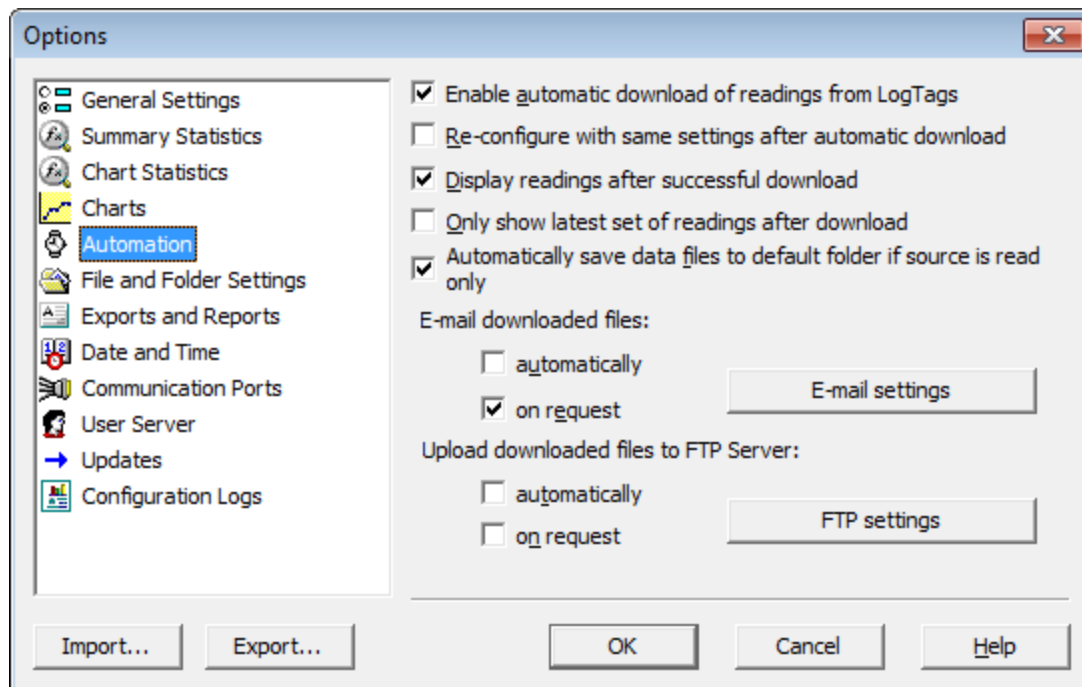 Options
General Settings
Summary Statistics
Chart Statistics
Charts
Automation
File and Folder Settings
Exports and Reports
Date and Time
Communication Ports
User Server
Updates
Configuration Logs
Enable automatic download of readings from LogTags
Re-configure with same settings after automatic download
Display readings after successful download
Only show latest set of readings after download
Automatically save data files to default folder if source is read
only
E-mail downloaded files:
automatically
on request
E-mail settings
Upload downloaded files to FTP Server:
automatically
on request
FTP settings
Import...
Export...
OK
Cancel
Help